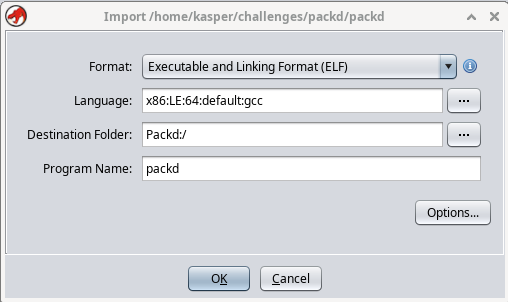 Import /home/kasper/challenges/packd/packd
Format: Executable and Linking Format (ELF)
Language: x86:LE:64:default:gcc ...
Destination Folder: Packd:/ ...
Program Name: packd
Options...
OK Cancel